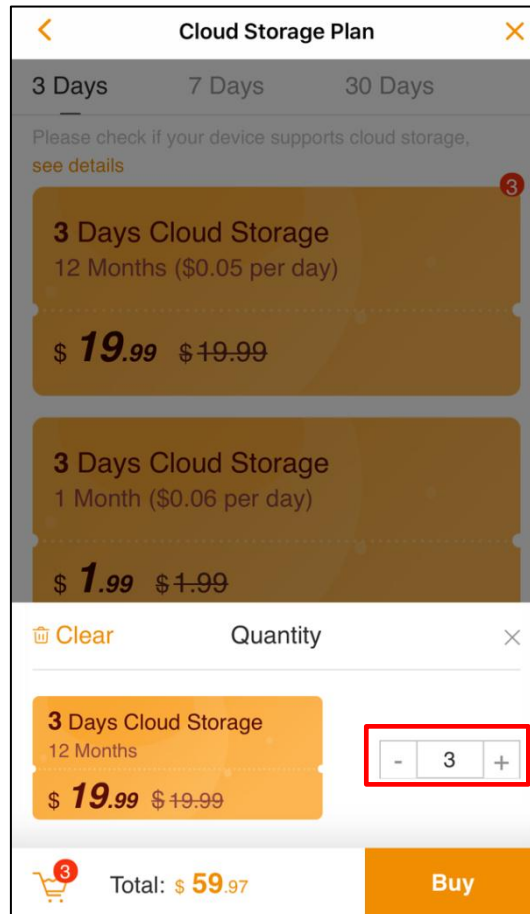 Cloud Storage Plan
3 Days 7 Days 30 Days
Please check if your device supports cloud storage,
see details
3
3 Days Cloud Storage
12 Months ($0.05 per day)
$ 19.99 $ 19.99
3 Days Cloud Storage
1 Month ($0.06 per day)
$ 1.99 $ 1.99
Clear Quantity
3 Days Cloud Storage
12 Months
- 3 +
$ 19.99 $ 19.99
3
Total: $ 59.97 Buy